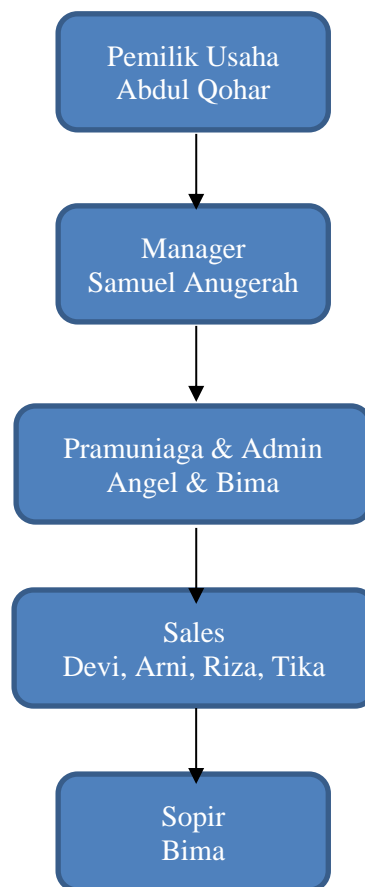 Pemilik Usaha
Abdul Qohar
Manager
Samuel Anugerah
Pramuniaga & Admin
Angel & Bima
Sales
Devi, Arni, Riza, Tika
Sopir
Bima